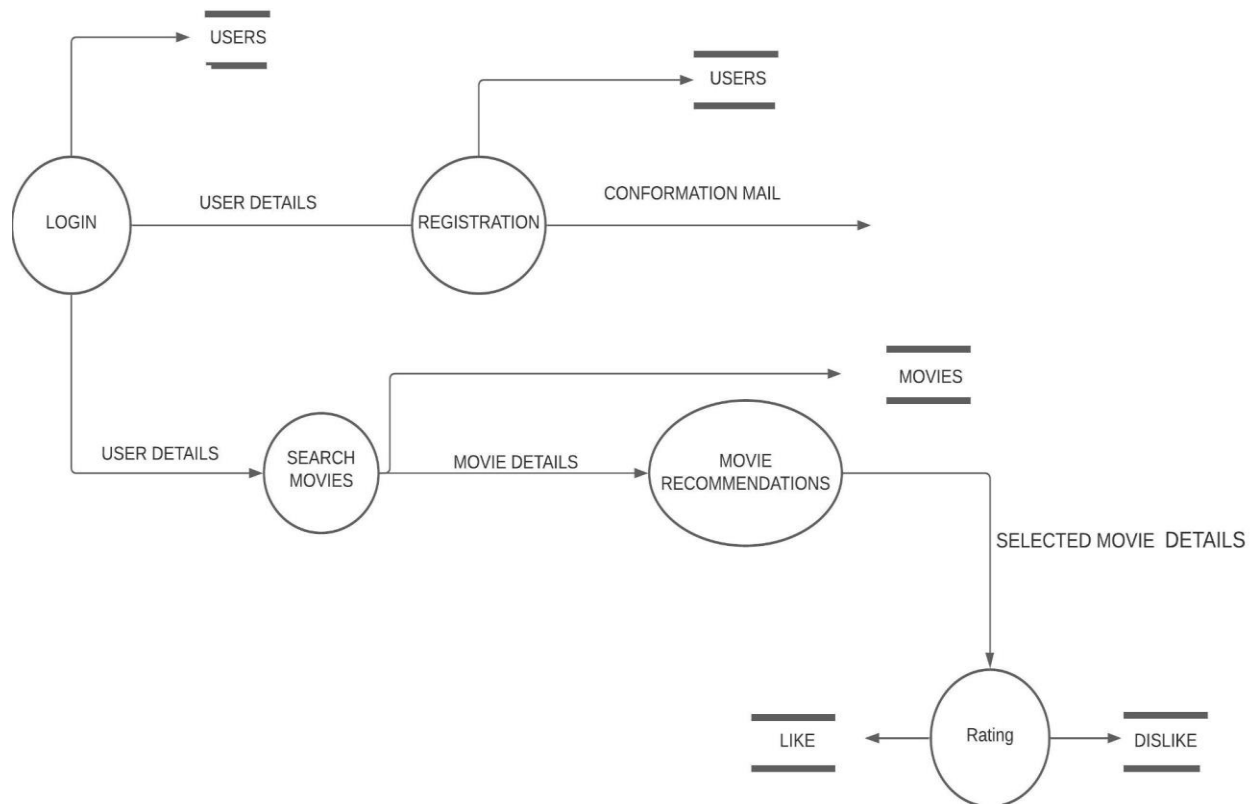 USERS
USERS
CONFORMATION MAIL
USER DETAILS
LOGIN
REGISTRATION
MOVIES
USER DETAILS
SEARCH
MOVIES
MOVIE DETAILS
MOVIE
RECOMMENDATIONS
SELECTED MOVIE DETAILS
LIKE
Rating
DISLIKE